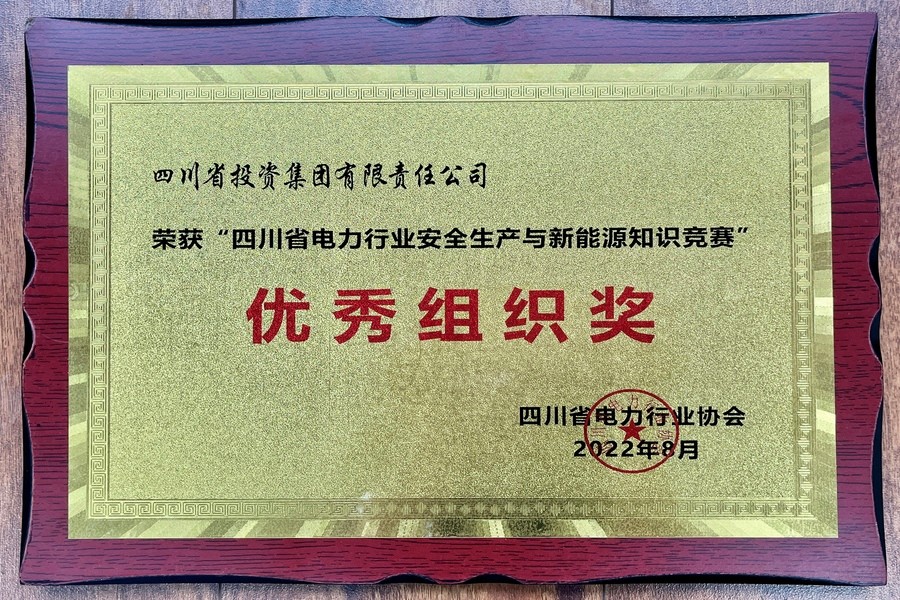 四川省投资集团有限责任公司
荣获“四川省电力行业安全生产与新能源知识竞赛”
优秀组织奖
四川省电力行业协会
2022年8月